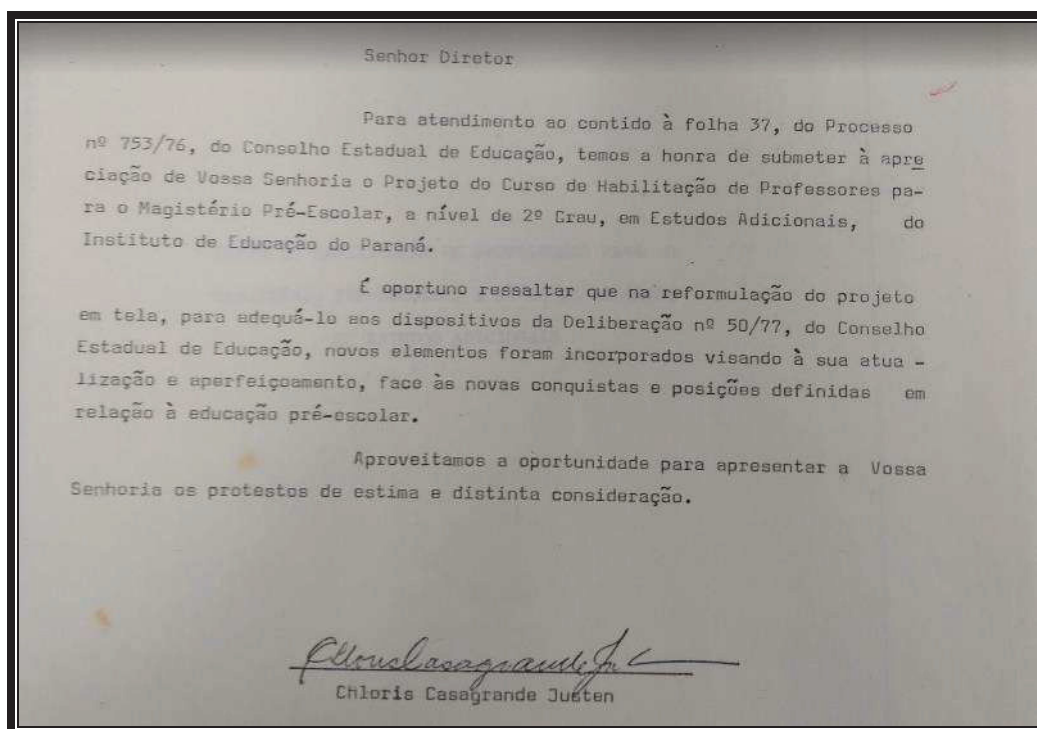 Senhor Diretor
Para atendimento ao contido à folha 37, do Processo
nº 753/76, do Conselho Estadual de Educação, temos a honra de submeter à apre
ciação de Vossa Senhoria o Projeto do Curso de Habilitação de Professores pa-
ra o Magistério Pré-Escolar, a nível de 2º Grau, em Estudos Adicionais, do
Instituto de Educação do Paraná.
É oportuno ressaltar que na reformulação do projeto
em tela, para adequá-lo aos dispositivos da Deliberação nº 50/77, do Conselho
Estadual de Educação, novos elementos foram incorporados visando à sua atua -
lização e aperfeiçoamento, face às novas conquistas e posições definidas em
relação à educação pré-escolar.
Aproveitamos a oportunidade para apresentar a Vossa
Senhoria os protestos de estima e distinta consideração.
Chloris Casagrande Justen